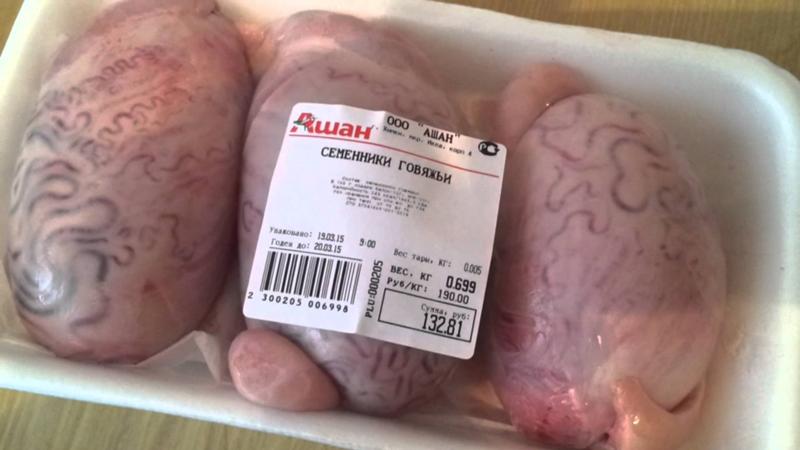 Ашан
ООО "АШАН"
СЕМЕННИКИ ГОВЯЖЬИ
Упаковано: 19.03.15 9:00
Годен до: 20.03.15
Вес тары, КГ: 0.005
ВЕС, КГ 0.699
Руб/КГ: 190.00
Сумма, руб:
132.81
PLU:000205
2 300205 006998